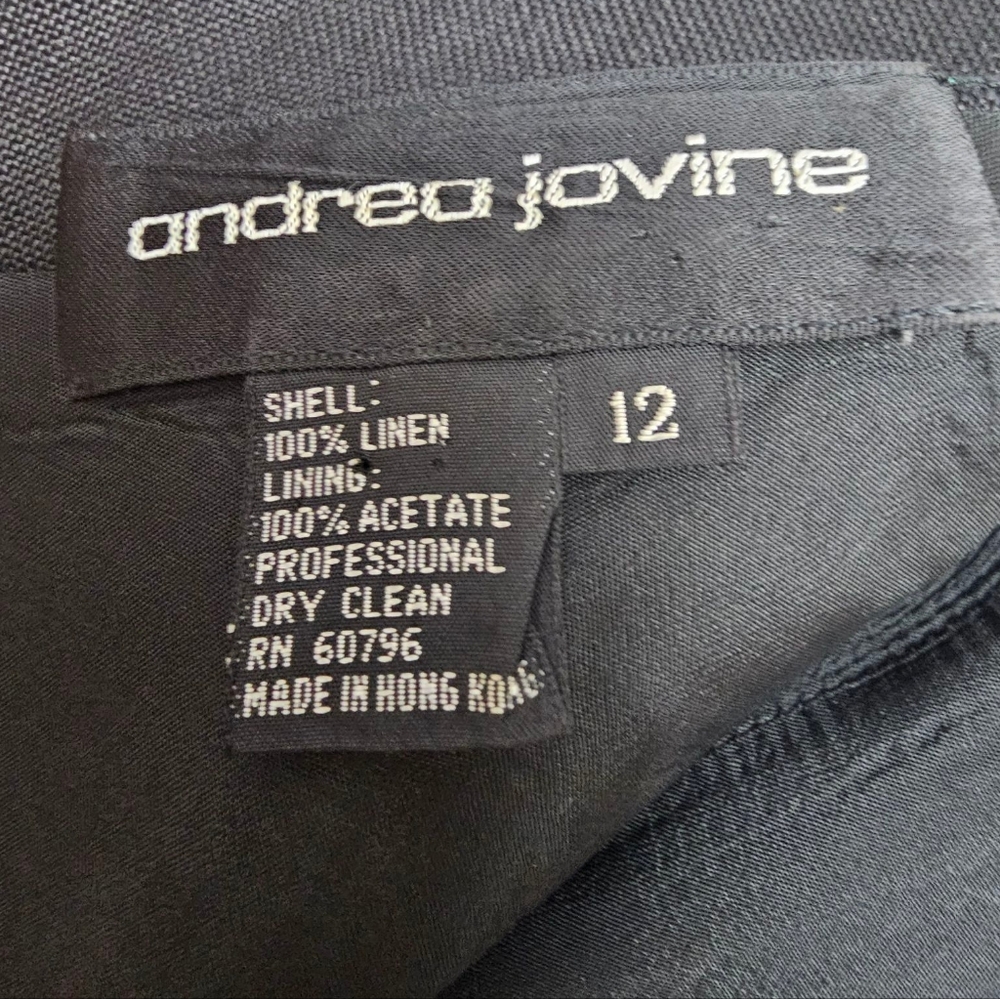 andrea jovine
12
SHELL:
100% LINEN
LINING:
100% ACETATE
PROFESSIONAL
DRY CLEAN
RN 60796
MADE IN HONG KONG